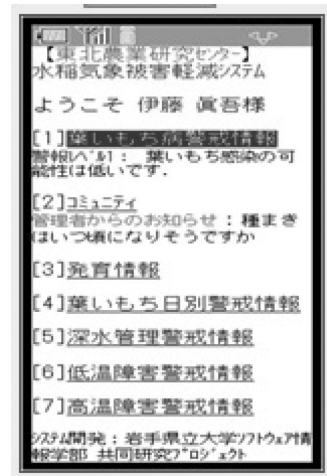 【東北農業研究ｾﾝﾀｰ】
水稲気象被害軽減ｼｽﾃﾑ
ようこそ 伊藤 眞吾様
[1]葉いもち病警戒情報
警報ﾚﾍﾞﾙ1： 葉いもち感染の可
能性は低いです．
[2]ｺﾐｭﾆﾃｨ
管理者からのお知らせ：種まき
はいつ頃になりそうですか
[3]発育情報
[4]葉いもち日別警戒情報
[5]深水管理警戒情報
[6]低温障害警戒情報
[7]高温障害警戒情報
ｼｽﾃﾑ開発：岩手県立大学ｿﾌﾄｳｪｱ情
報学部 共同研究ﾌﾟﾛｼﾞｪｸﾄ